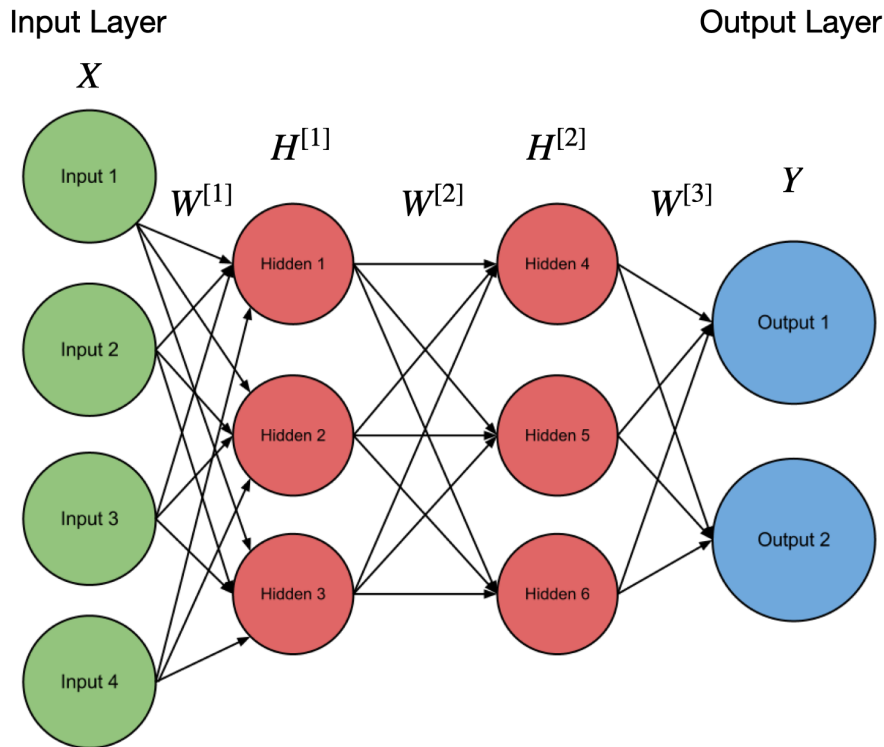 Input Layer
Output Layer
X
H^{[1]}
H^{[2]}
W^{[1]}
W^{[2]}
W^{[3]}
Y
Input 1
Input 2
Input 3
Input 4
Hidden 1
Hidden 2
Hidden 3
Hidden 4
Hidden 5
Hidden 6
Output 1
Output 2